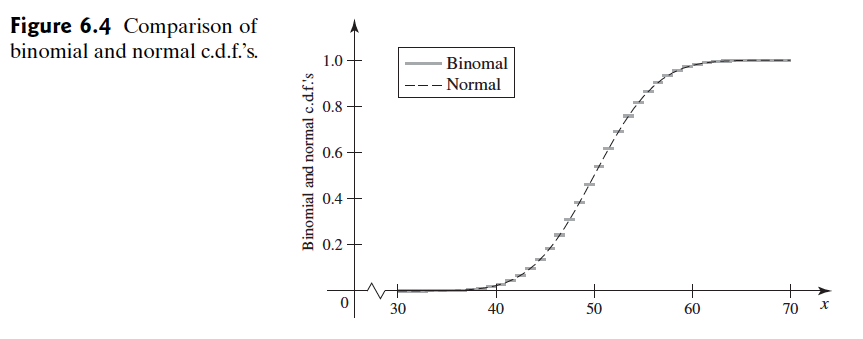 Figure 6.4 Comparison of
binomial and normal c.d.f.’s.
Binomial and normal c.d.f.'s
1.0
0.8
0.6
0.4
0.2
0
Binomal
Normal
30
40
50
60
70
x